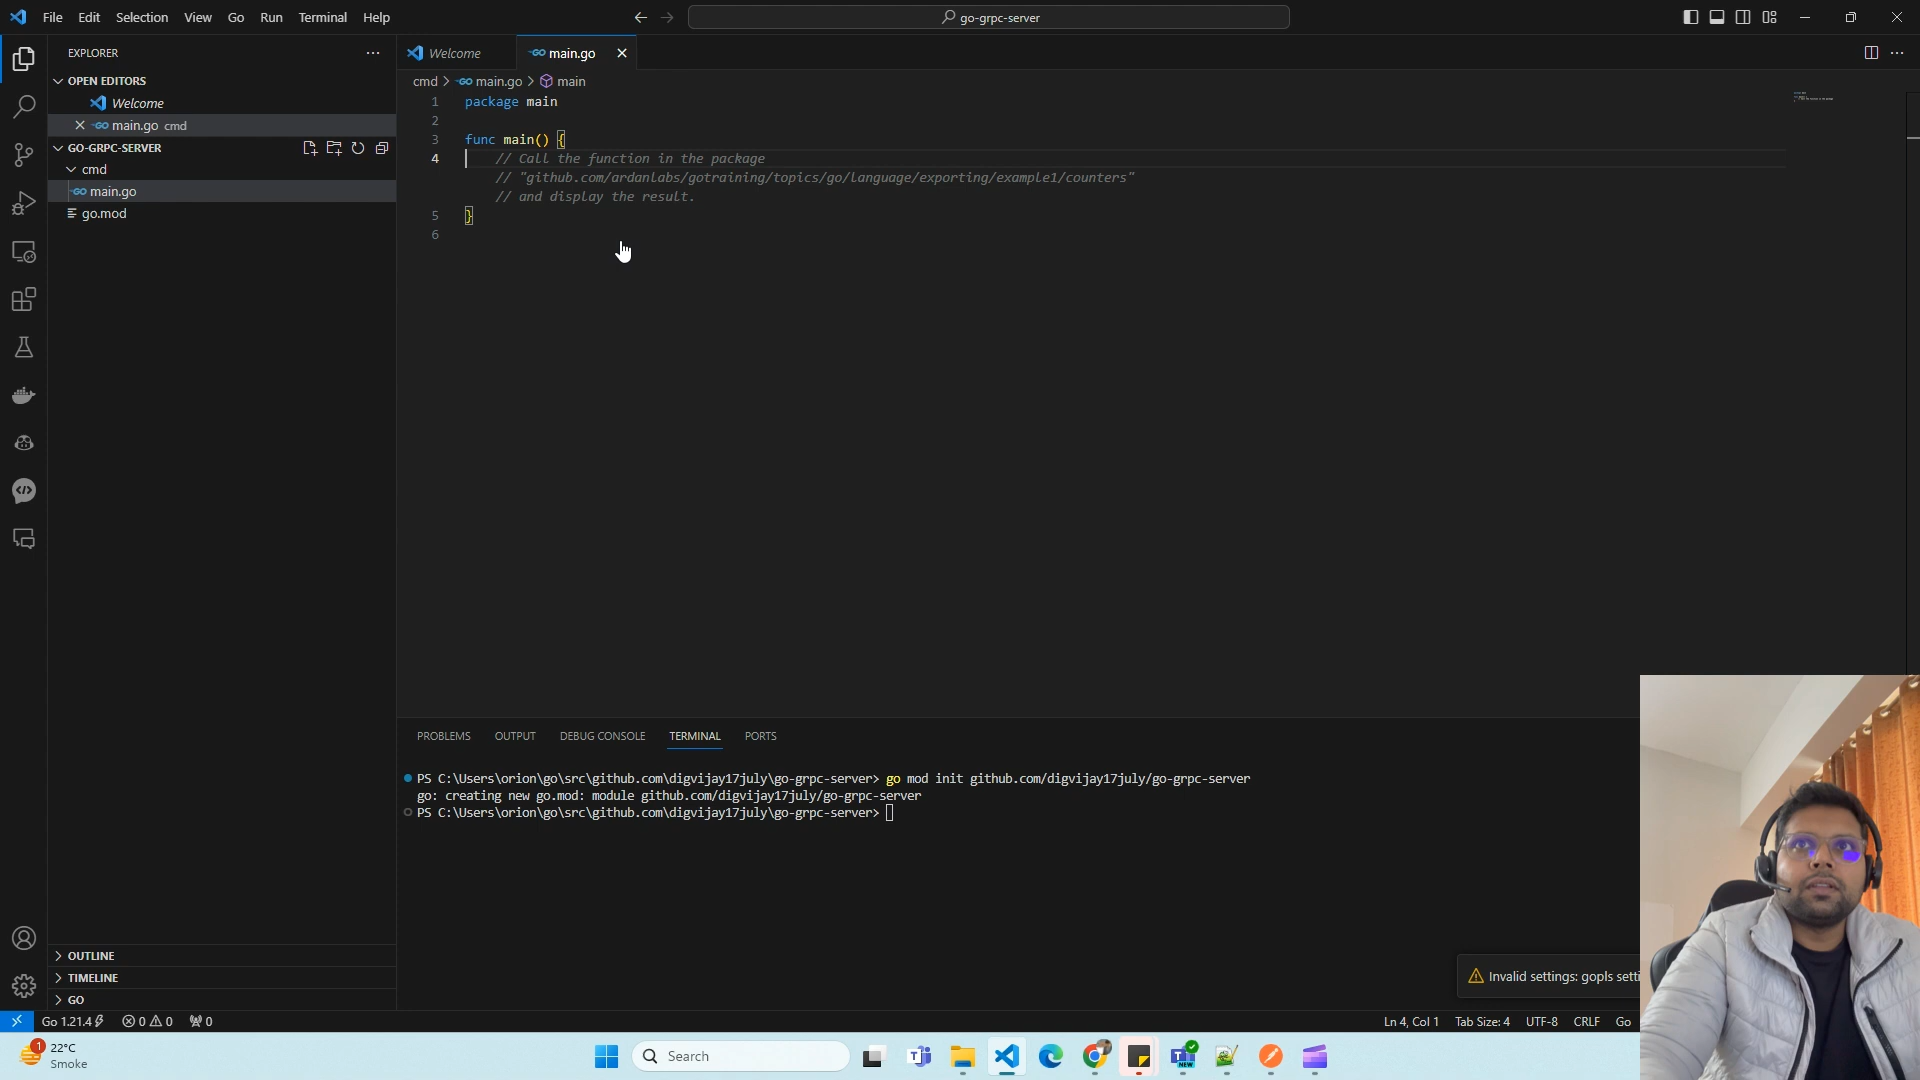 File Edit Selection View Go Run Terminal Help
go-grpc-server
EXPLORER
OPEN EDITORS
Welcome
main.go cmd
GO-GRPC-SERVER
cmd
main.go
go.mod
OUTLINE
TIMELINE
GO
Welcome
main.go
cmd > main.go > main
1 package main
2
3 func main() {
4 // Call the function in the package
// "github.com/ardanlabs/gotraining/topics/go/language/exporting/example1/counters"
// and display the result.
5 }
6
PROBLEMS OUTPUT DEBUG CONSOLE TERMINAL PORTS
PS C:\Users\orion\go\src\github.com\digvijay17july\go-grpc-server> go mod init github.com/digvijay17july/go-grpc-server
go: creating new go.mod: module github.com/digvijay17july/go-grpc-server
PS C:\Users\orion\go\src\github.com\digvijay17july\go-grpc-server>
Invalid settings: gopls setti
Go 1.21.4 0 0 0
Ln 4, Col 1 Tab Size: 4 UTF-8 CRLF Go
1
22°C
Smoke
Search
NEW